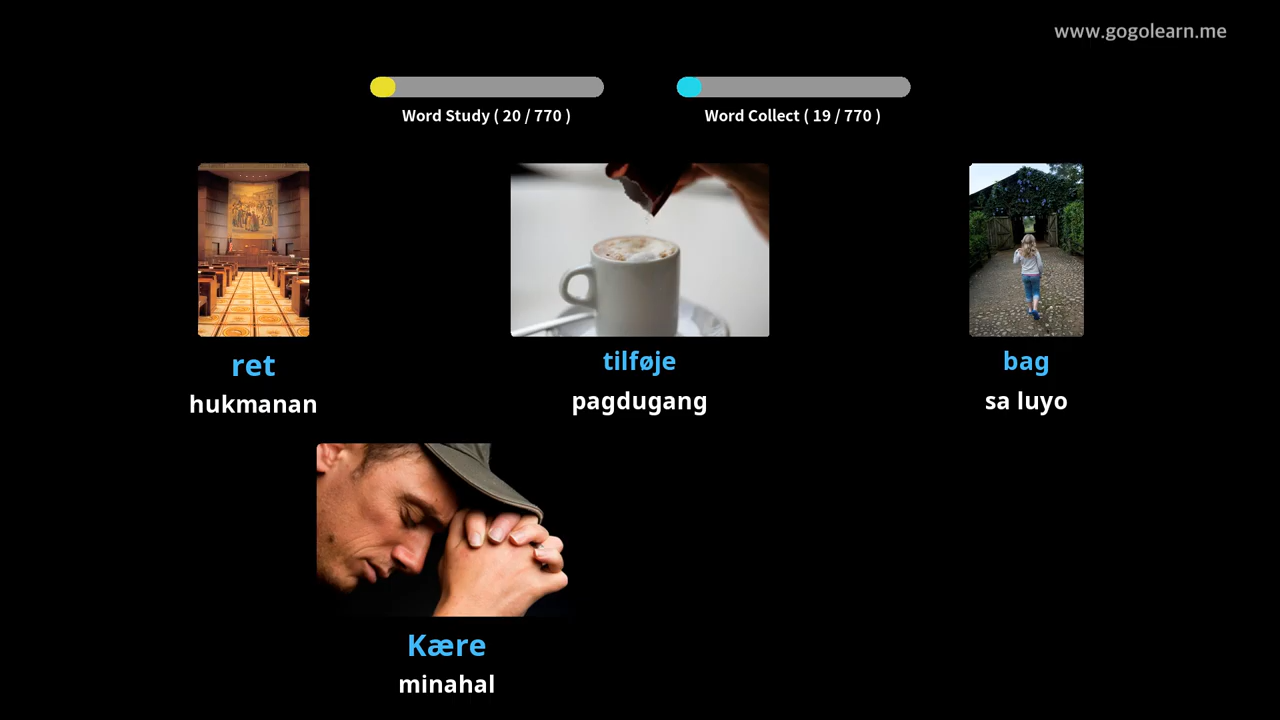 www.gogolearn.me
Word Study ( 20 / 770 )
Word Collect ( 19 / 770 )
ret
hukmanan
tilføje
pagdugang
bag
sa luyo
Kære
minahal